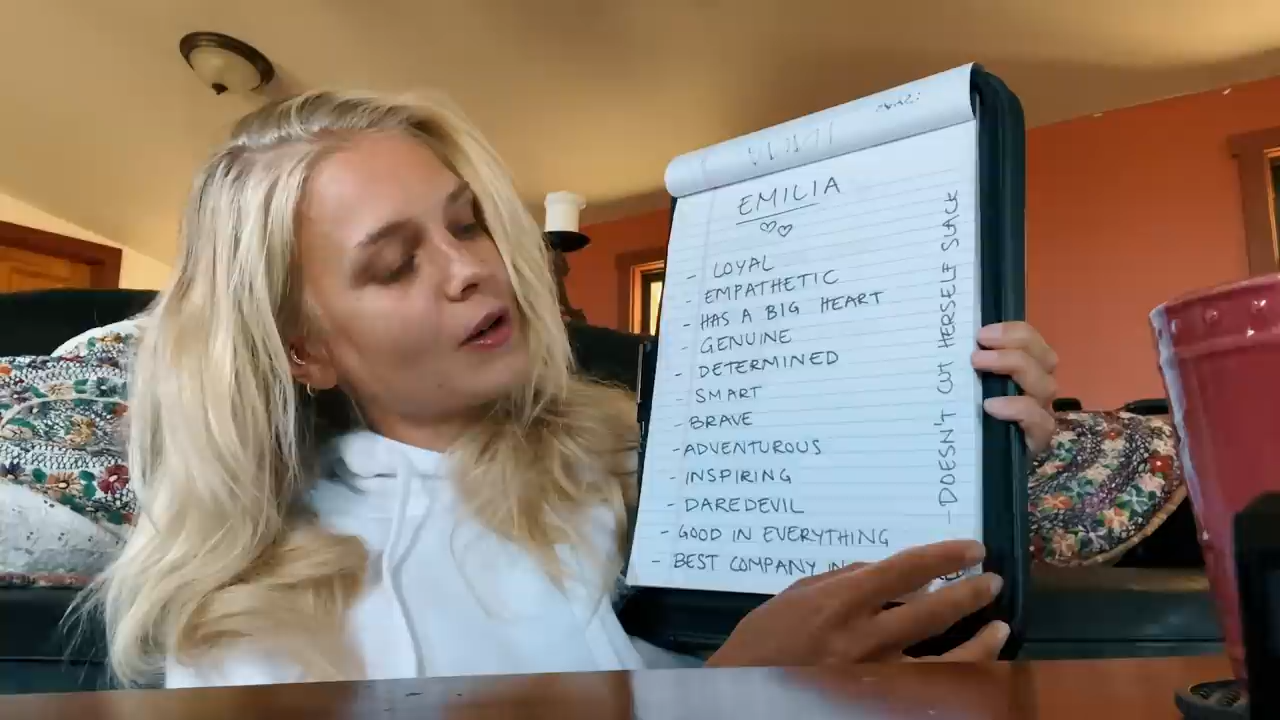 EMILIA
- LOYAL
- EMPATHETIC
- HAS A BIG HEART
- GENUINE
- DETERMINED
- SMART
- BRAVE
- ADVENTUROUS
- INSPIRING
- DAREDEVIL
- GOOD IN EVERYTHING
- BEST COMPANY IN
- DOESN'T CUT HERSELF SLACK